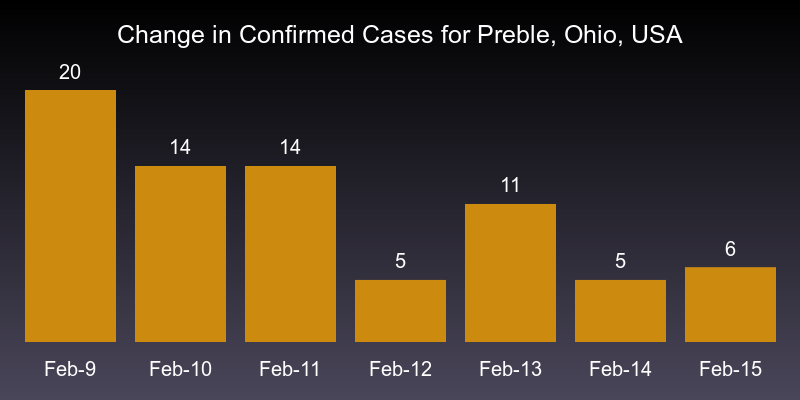 Change in Confirmed Cases for Preble, Ohio, USA
20
14
14
5
11
5
6
Feb-9
Feb-10
Feb-11
Feb-12
Feb-13
Feb-14
Feb-15